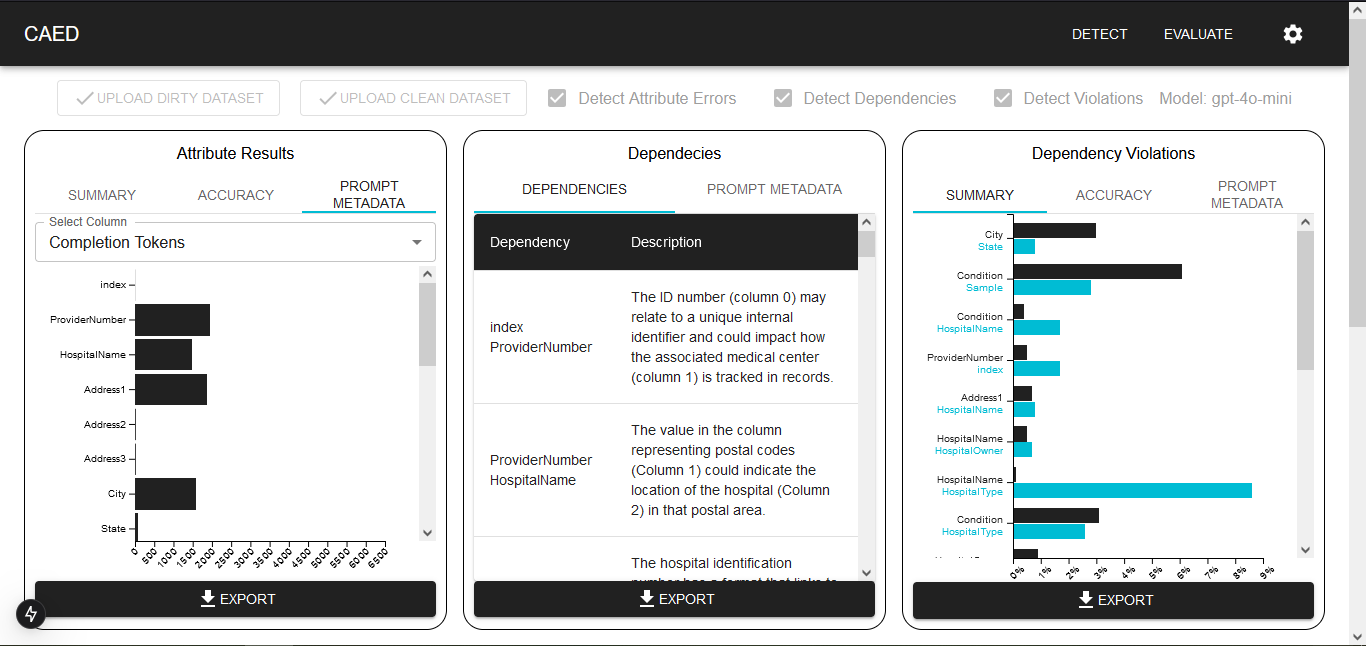 CAED
DETECT
EVALUATE
UPLOAD DIRTY DATASET
UPLOAD CLEAN DATASET
Detect Attribute Errors
Detect Dependencies
Detect Violations
Model: gpt-4o-mini
Attribute Results
SUMMARY
ACCURACY
PROMPT
METADATA
Select Column
Completion Tokens
index
ProviderNumber
HospitalName
Address1
Address2
Address3
City
State
0
500
1000
1500
2000
2500
3000
3500
4000
4500
5000
5500
6000
6500
EXPORT
Dependecies
DEPENDENCIES
PROMPT METADATA
Dependency
Description
index
ProviderNumber
The ID number (column 0) may
relate to a unique internal
identifier and could impact how
the associated medical center
(column 1) is tracked in records.
ProviderNumber
HospitalName
The value in the column
representing postal codes
(Column 1) could indicate the
location of the hospital (Column
2) in that postal area.
The hospital identification
number has a format that links to
EXPORT
Dependency Violations
SUMMARY
ACCURACY
PROMPT
METADATA
City
State
Condition
Sample
Condition
HospitalName
ProviderNumber
index
Address1
HospitalName
HospitalName
HospitalOwner
HospitalName
HospitalType
Condition
HospitalType
0%
1%
2%
3%
4%
5%
6%
7%
8%
9%
EXPORT